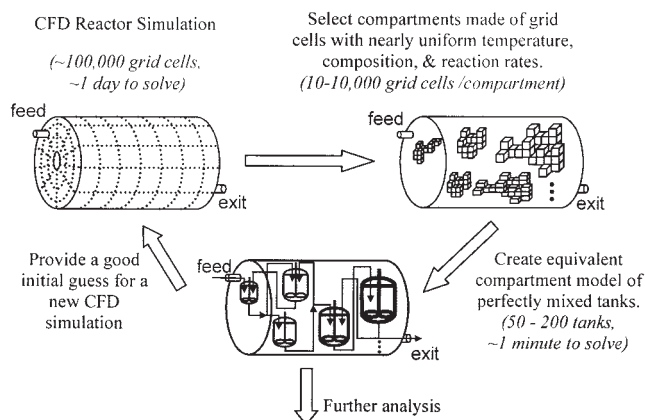 CFD Reactor Simulation
(~100,000 grid cells,
~1 day to solve)
feed
exit
Select compartments made of grid
cells with nearly uniform temperature,
composition, & reaction rates.
(10-10,000 grid cells /compartment)
feed
exit
Provide a good
initial guess for a
new CFD
simulation
feed
exit
Create equivalent
compartment model of
perfectly mixed tanks.
(50 - 200 tanks,
~1 minute to solve)
Further analysis